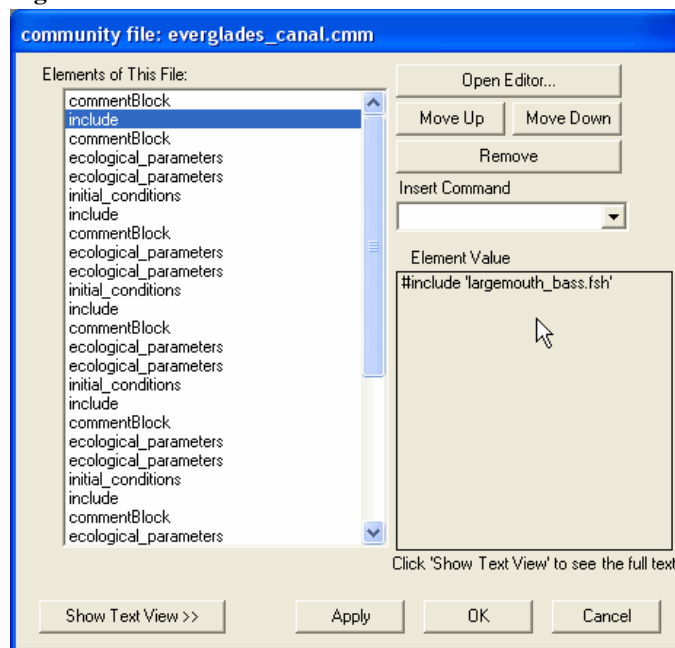 community file: everglades_canal.cmm
Elements of This File:
commentBlock
include
commentBlock
ecological_parameters
ecological_parameters
initial_conditions
include
commentBlock
ecological_parameters
ecological_parameters
initial_conditions
include
commentBlock
ecological_parameters
ecological_parameters
initial_conditions
include
commentBlock
ecological_parameters
ecological_parameters
initial_conditions
include
commentBlock
ecological_parameters
Open Editor...
Move Up
Move Down
Remove
Insert Command
Element Value
#include 'largemouth_bass.fsh'
Click 'Show Text View' to see the full text
Show Text View >>
Apply
OK
Cancel